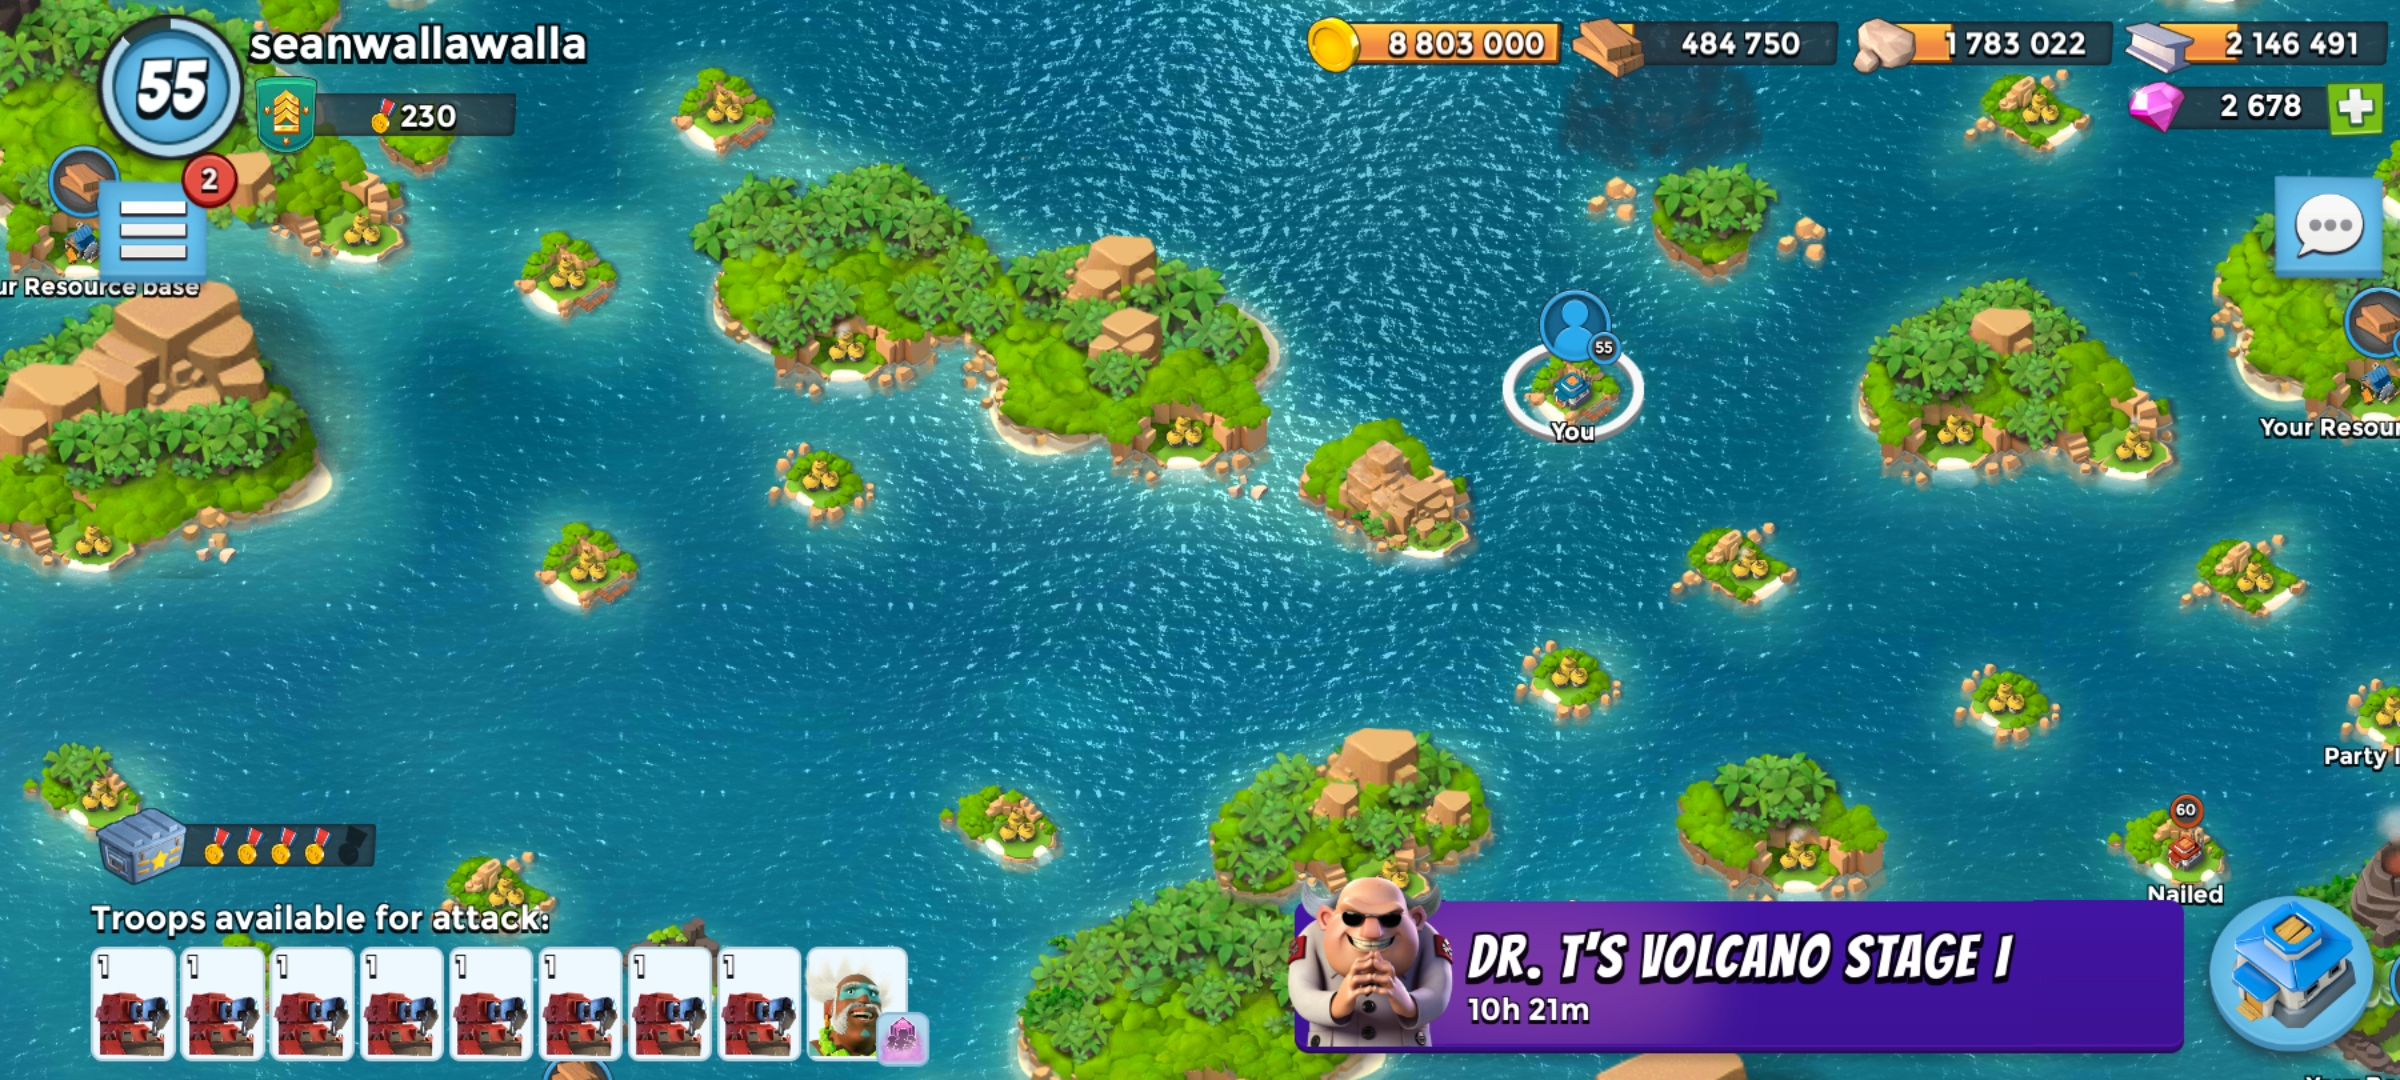 55
seanwallawalla
230
8 803 000
484 750
1 783 022
2 146 491
2 678
2
ur Resource base
55
You
Your Resour
Party I
60
Nailed
Troops available for attack:
1
1
1
1
1
1
1
1
DR. T'S VOLCANO STAGE I
10h 21m